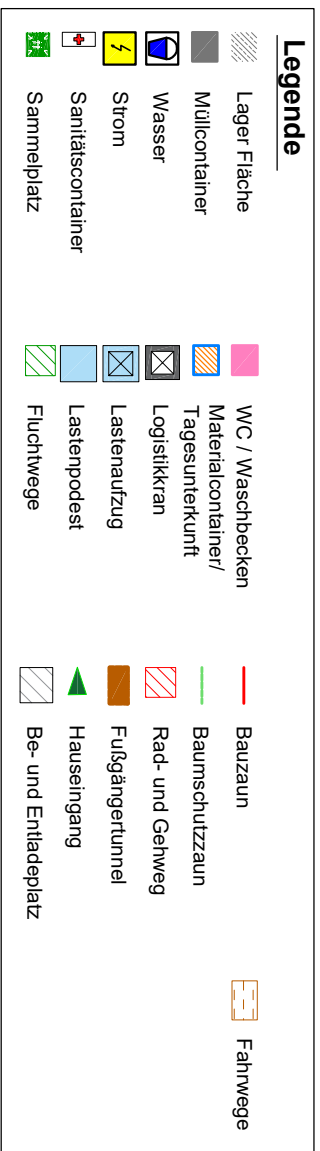 Legende
Lager Fläche
Müllcontainer
Wasser
Strom
Sanitätscontainer
Sammelplatz
WC / Waschbecken
Materialcontainer/
Tagesunterkunft
Logistikkran
Lastenaufzug
Lastenpodest
Fluchtwege
Bauzaun
Baumschutzzaun
Rad- und Gehweg
Fußgängertunnel
Hauseingang
Be- und Entladeplatz
Fahrwege